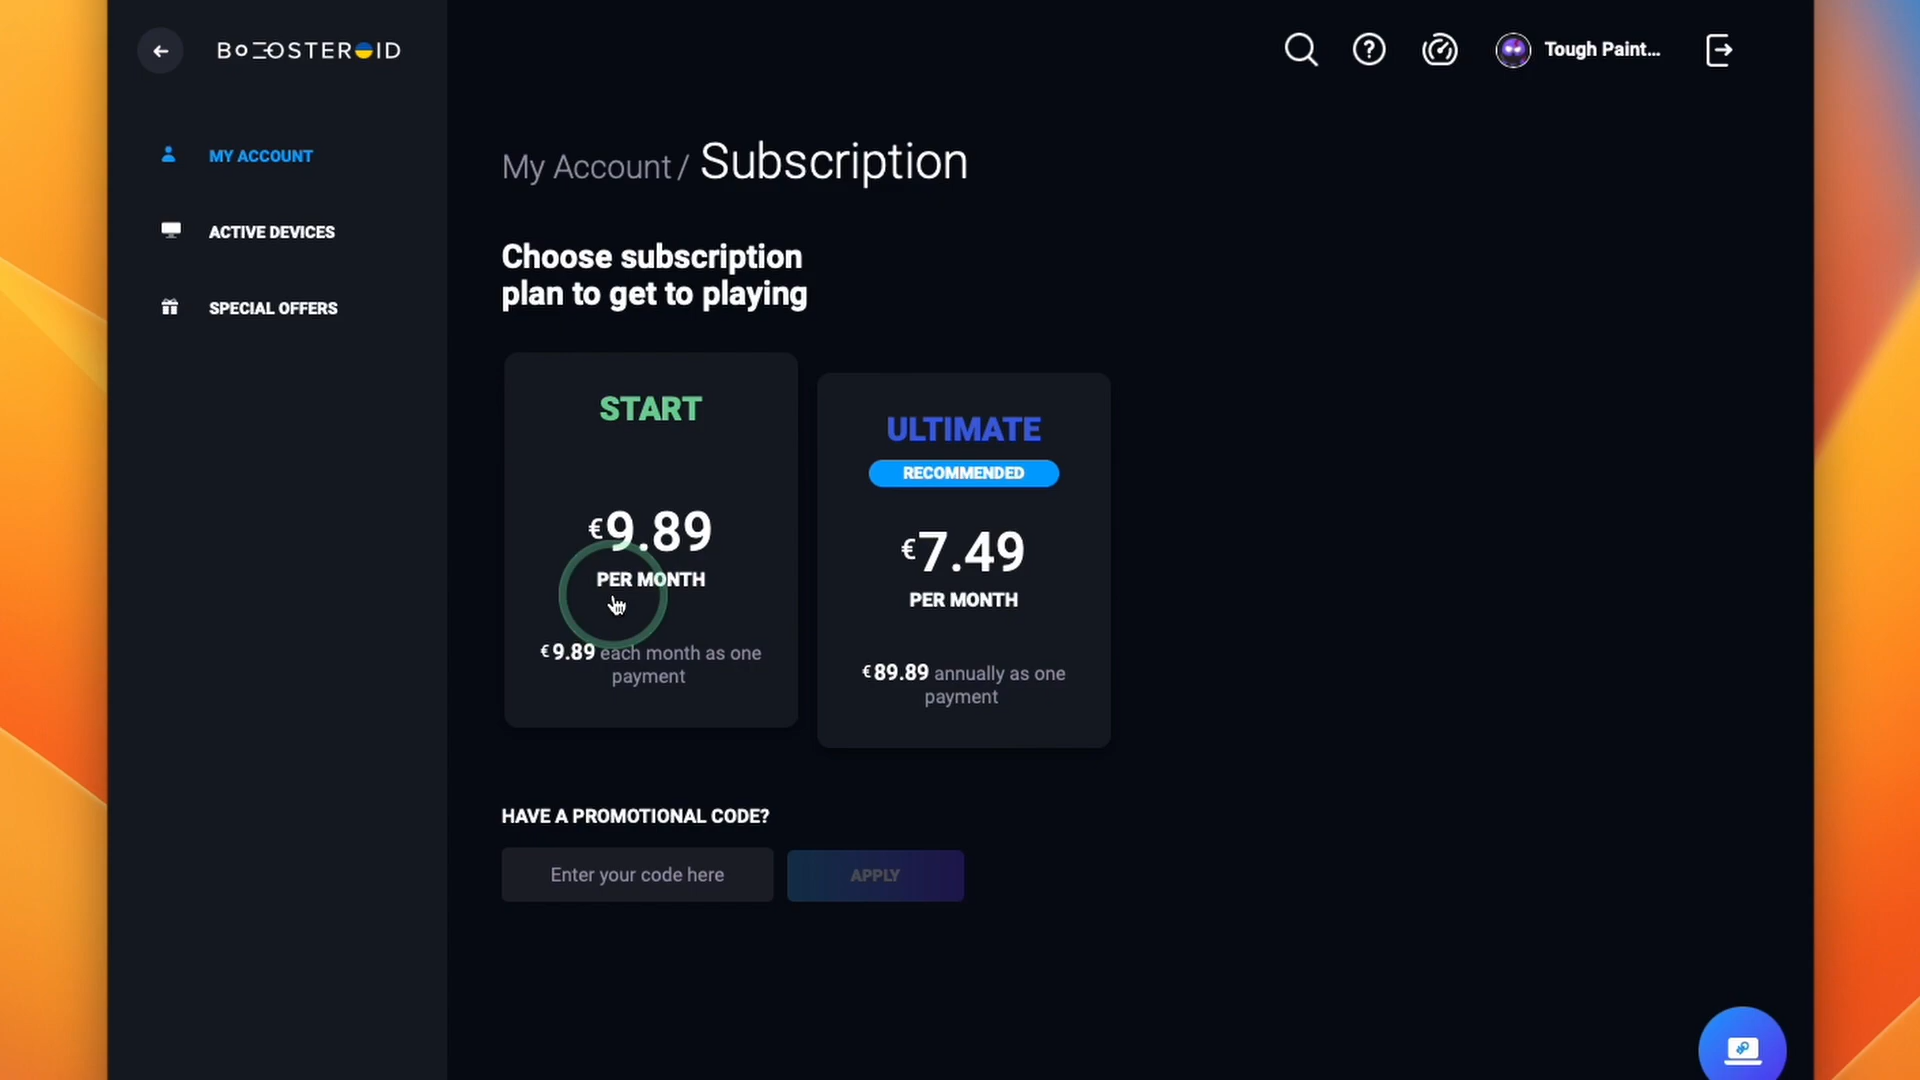 BOOSTEROID
Tough Paint...
MY ACCOUNT
ACTIVE DEVICES
SPECIAL OFFERS
My Account / Subscription
Choose subscription
plan to get to playing
START
€9.89
PER MONTH
€9.89 each month as one
payment
ULTIMATE
RECOMMENDED
€7.49
PER MONTH
€89.89 annually as one
payment
HAVE A PROMOTIONAL CODE?
Enter your code here
APPLY